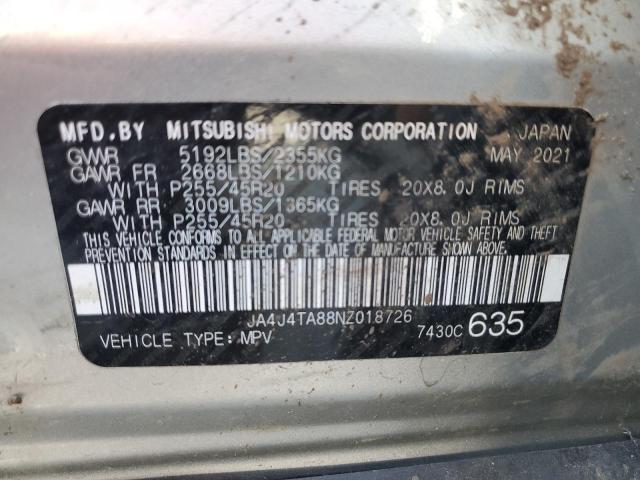 MFD. BY MITSUBISHI MOTORS CORPORATION JAPAN
GVWR 5192LBS/2355KG MAY 2021
GAWR FR 2668LBS/1210KG
WITH P255/45R20 TIRES 20X8.0J RIMS
GAWR RR 3009LBS/1365KG
WITH P255/45R20 TIRES 20X8.0J RIMS
THIS VEHICLE CONFORMS TO ALL APPLICABLE FEDERAL MOTOR VEHICLE SAFETY AND THEFT
PREVENTION STANDARDS IN EFFECT ON THE DATE OF MANUFACTURE SHOWN ABOVE.
JA4J4TA88NZ018726
VEHICLE TYPE: MPV 7430C 635